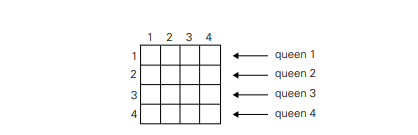 1 2 3 4
1 queen 1
2 queen 2
3 queen 3
4 queen 4